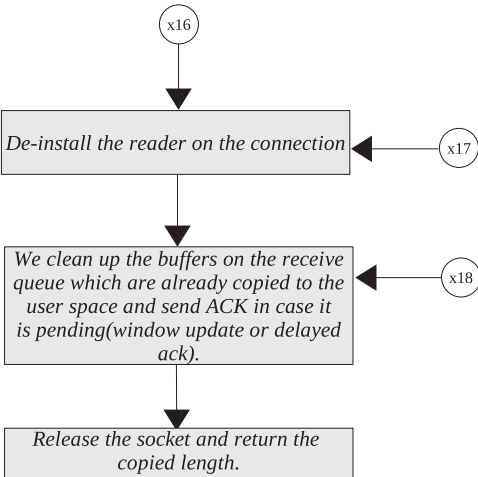 x16
De-install the reader on the connection
x17
We clean up the buffers on the receive
queue which are already copied to the
user space and send ACK in case it
is pending(window update or delayed
ack).
x18
Release the socket and return the
copied length.